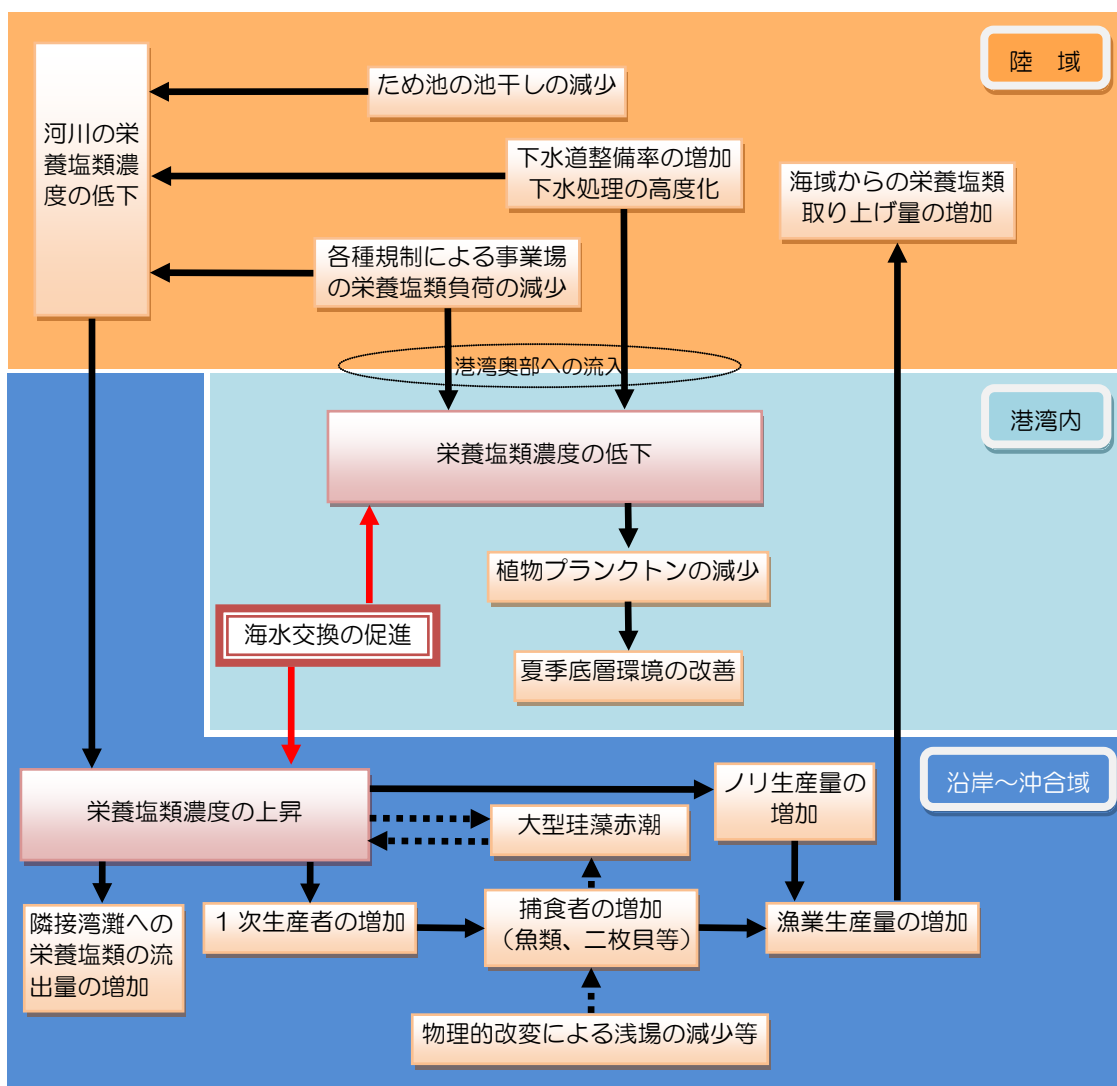 陸 域
ため池の池干しの減少
河川の栄
養塩類濃
度の低下
下水道整備率の増加
下水処理の高度化
海域からの栄養塩類
取り上げ量の増加
各種規制による事業場
の栄養塩類負荷の減少
港湾奥部への流入
港湾内
栄養塩類濃度の低下
植物プランクトンの減少
海水交換の促進
夏季底層環境の改善
沿岸～沖合域
栄養塩類濃度の上昇
ノリ生産量の
増加
大型珪藻赤潮
隣接湾灘への
栄養塩類の流
出量の増加
1 次生産者の増加
捕食者の増加
（魚類、二枚貝等）
漁業生産量の増加
物理的改変による浅場の減少等